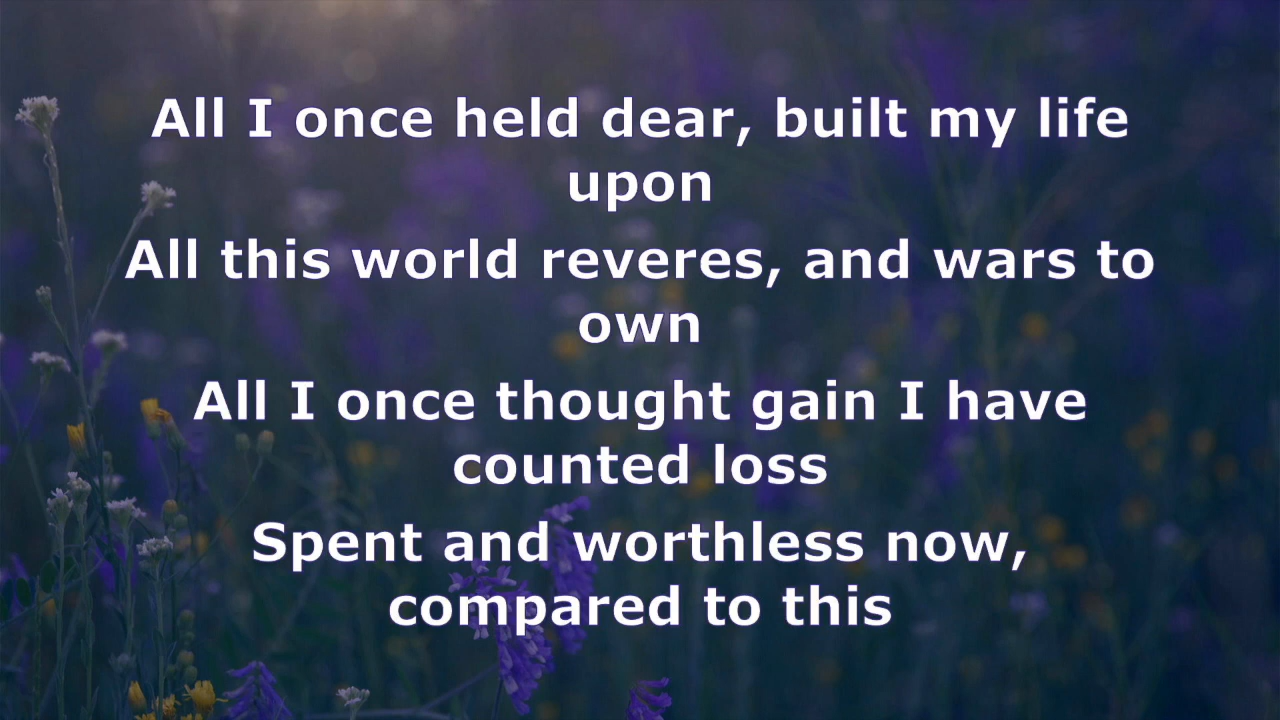 All I once held dear, built my life
upon
All this world reveres, and wars to
own
All I once thought gain I have
counted loss
Spent and worthless now,
compared to this